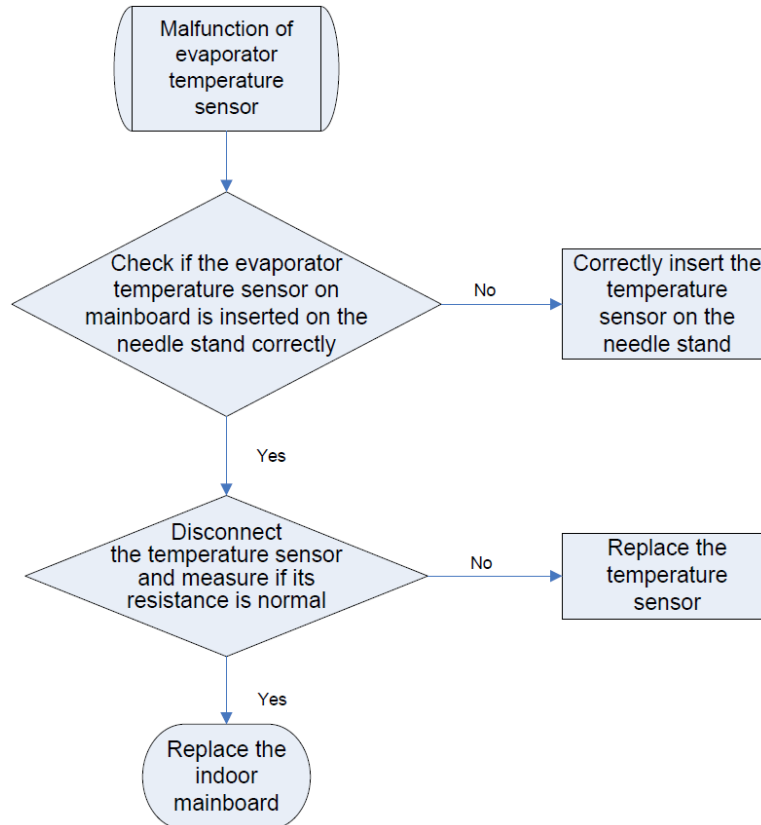 Malfunction of
evaporator
temperature
sensor
Check if the evaporator
temperature sensor on
mainboard is inserted on the
needle stand correctly
No
Correctly insert the
temperature
sensor on the
needle stand
Yes
Disconnect
the temperature sensor
and measure if its
resistance is normal
No
Replace the
temperature
sensor
Yes
Replace the
indoor
mainboard